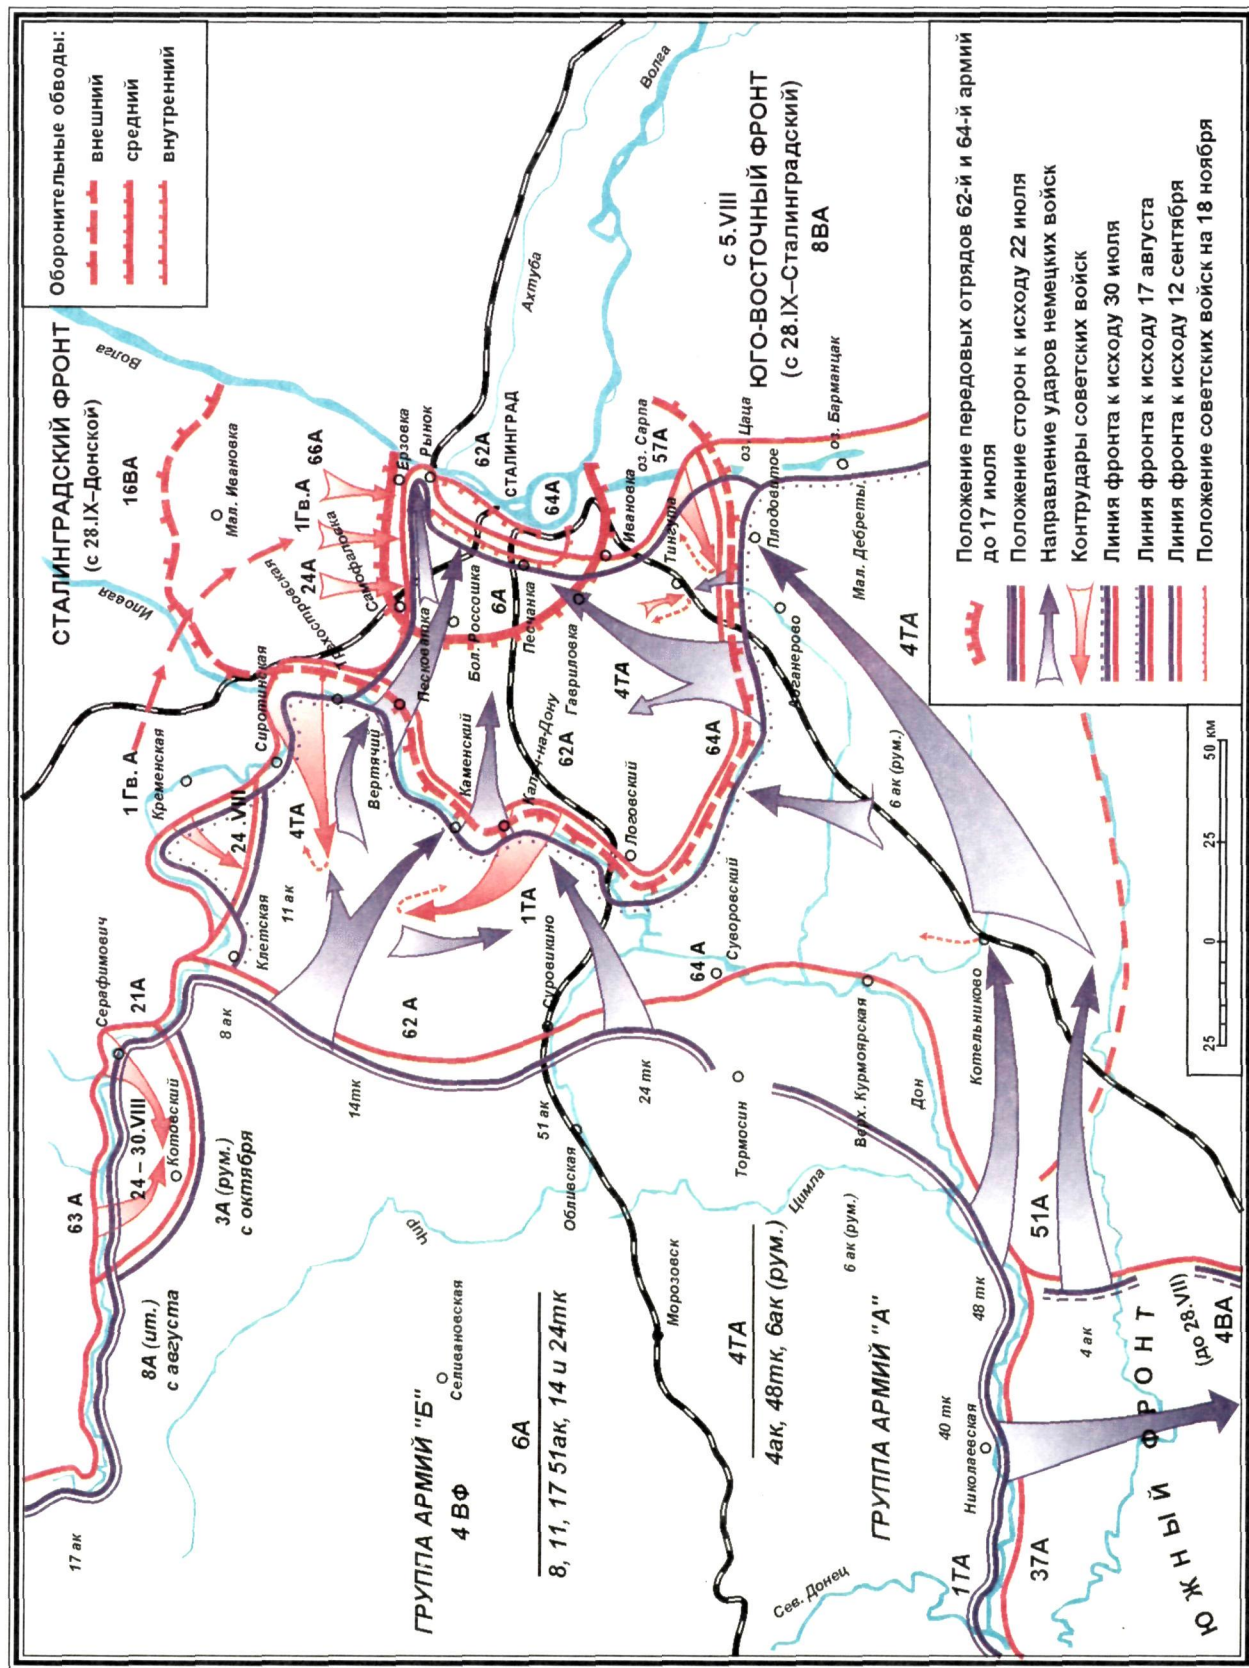 СТАЛИНГРАДСКИЙ ФРОНТ
(с 28.IX–Донской)
Оборонительные обводы:
внешний
средний
внутренний
Иловая
Волга
16ВА
Мал. Ивановка
1 Гв. А
Кременская
Сиротинская
Трехостровская
24А
1Гв.А
66А
Самофаловка
Ерзовка
Рынок
62А
СТАЛИНГРАД
64А
Ахтуба
Волга
Серафимович
21А
63 А
24 – 30.VIII
Котовский
3А (рум.)
с октября
8А (ит.)
с августа
17 ак
Клетская
11 ак
8 ак
24.VIII
4ТА
Вертячий
Песковатка
Бол. Россошка
6А
Песчанка
Каменский
Калач-на-Дону
62А
Гавриловка
4ТА
Ивановка
Тингута
оз. Сарпа
57А
оз. Цаца
Плодовитое
оз. Барманцак
Мал. Дебреты
ЮГО-ВОСТОЧНЫЙ ФРОНТ
с 5.VIII
(с 28.IX–Сталинградский)
8ВА
14тк
62 А
1ТА
Логовский
64А
Абганерово
4ТА
6 ак (рум.)
Суровикино
64 А
Суворовский
51 ак
Обливская
24 тк
Тормосин
Верх. Курмоярская
Дон
Котельниково
Чир
Цимла
6 ак (рум.)
51А
ГРУППА АРМИЙ "Б"
4 ВФ
Селивановская
6А
8, 11, 17 51ак, 14 и 24тк
Морозовск
4ТА
4ак, 48тк, 6ак (рум.)
ГРУППА АРМИЙ "А"
48 тк
40 тк
4 ак
Николаевская
Сев. Донец
1ТА
37А
ЮЖНЫЙ ФРОНТ
(до 28.VII)
4ВА
25 0 25 50 км
Положение передовых отрядов 62-й и 64-й армий
до 17 июля
Положение сторон к исходу 22 июля
Направление ударов немецких войск
Контрудары советских войск
Линия фронта к исходу 30 июля
Линия фронта к исходу 17 августа
Линия фронта к исходу 12 сентября
Положение советских войск на 18 ноября